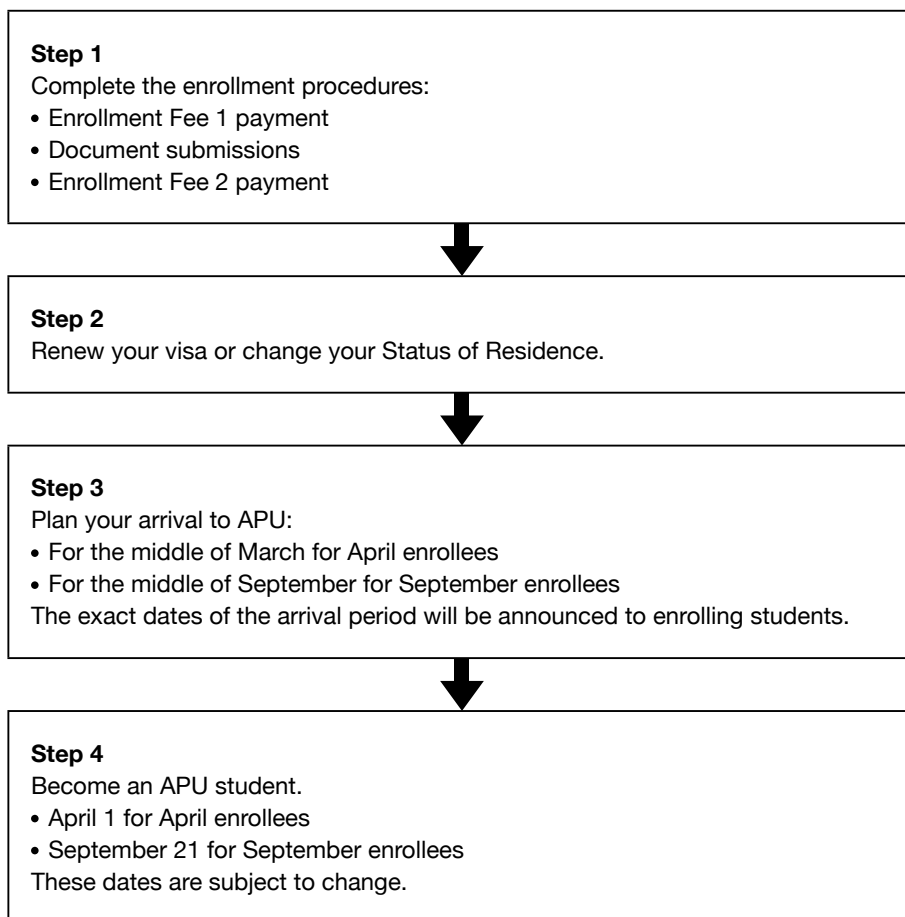 Step 1
Complete the enrollment procedures:
• Enrollment Fee 1 payment
• Document submissions
• Enrollment Fee 2 payment
Step 2
Renew your visa or change your Status of Residence.
Step 3
Plan your arrival to APU:
• For the middle of March for April enrollees
• For the middle of September for September enrollees
The exact dates of the arrival period will be announced to enrolling students.
Step 4
Become an APU student.
• April 1 for April enrollees
• September 21 for September enrollees
These dates are subject to change.